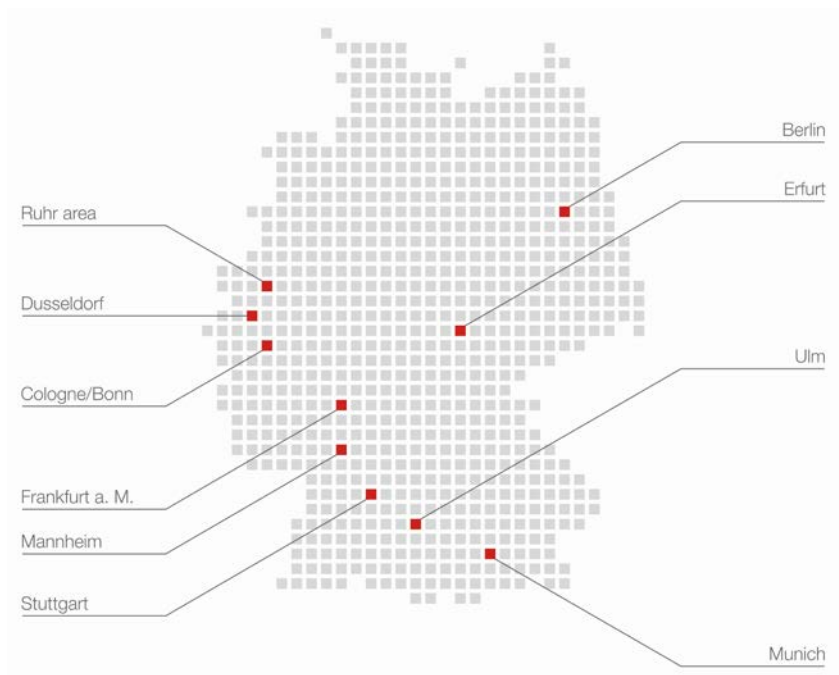 Berlin
Erfurt
Ruhr area
Dusseldorf
Ulm
Cologne/Bonn
Frankfurt a. M.
Mannheim
Stuttgart
Munich